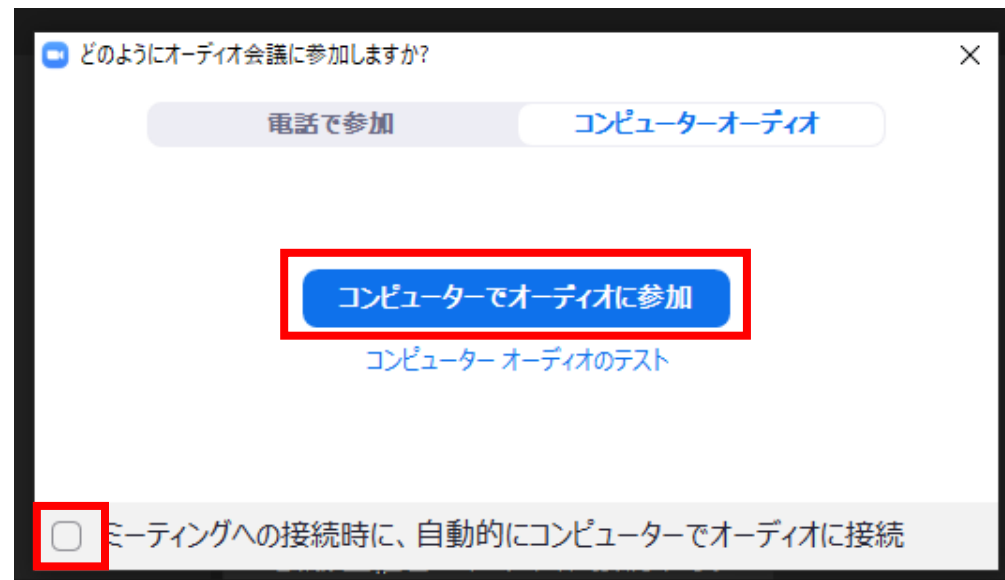 どのようにオーディオ会議に参加しますか?
電話で参加 コンピューターオーディオ
コンピューターでオーディオに参加
コンピューター オーディオのテスト
ミーティングへの接続時に、自動的にコンピューターでオーディオに接続